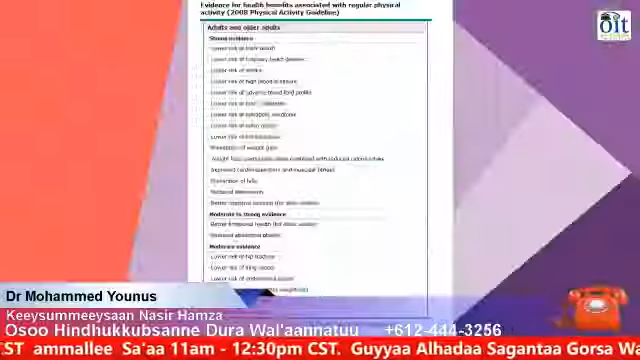 Evidence for health benefits associated with regular physical
activity (2008 Physical Activity Guideline)
Adults and older adults
Strong evidence
Lower risk of early death
Lower risk of coronary heart disease
Lower risk of stroke
Lower risk of high blood pressure
Lower risk of adverse blood lipid profile
Lower risk of type 2 diabetes
Lower risk of metabolic syndrome
Lower risk of colon cancer
Lower risk of breast cancer
Prevention of weight gain
Weight loss, particularly when combined with reduced calorie intake
Improved cardiorespiratory and muscular fitness
Prevention of falls
Reduced depression
Better cognitive function (for older adults)
Moderate to strong evidence
Better functional health (for older adults)
Reduced abdominal obesity
Moderate evidence
Lower risk of hip fracture
Lower risk of lung cancer
Lower risk of endometrial cancer
oit
Dr Mohammed Younus
Keeysummeeysaan Nasir Hamza
Osoo Hindhukkubsanne Dura Wal'aannatuu +612-444-3256
ST ammallee Sa'aa 11am - 12:30pm CST. Guyyaa Alhadaa Sagantaa Gorsa Wa